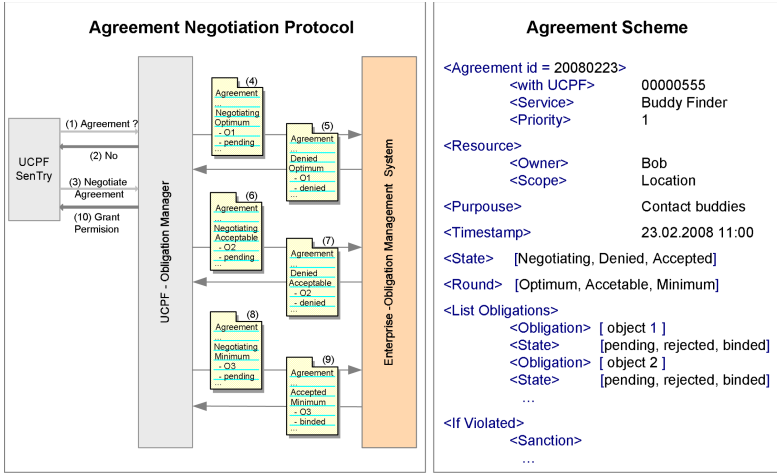 Agreement Negotiation Protocol
(1) Agreement ?
(2) No
(3) Negotiate
Agreement
(10) Grant
Permision
UCPF
SenTry
UCPF - Obligation Manager
(4)
Agreement
...
Negotiating
Optimum
- O1
- pending
...
(5)
Agreement
...
Denied
Optimum
- O1
- denied
...
(6)
Agreement
...
Negotiating
Acceptable
- O2
- pending
...
(7)
Agreement
...
Denied
Acceptable
- O2
- denied
...
(8)
Agreement
...
Negotiating
Minimum
- O3
- pending
...
(9)
Agreement
...
Accepted
Minimum
- O3
- binded
...
Enterprise -Obligation Management System
Agreement Scheme
<Agreement id = 20080223>
<with UCPF> 00000555
<Service> Buddy Finder
<Priority> 1
<Resource>
<Owner> Bob
<Scope> Location
<Purpouse> Contact buddies
<Timestamp> 23.02.2008 11:00
<State> [Negotiating, Denied, Accepted]
<Round> [Optimum, Accetable, Minimum]
<List Obligations>
<Obligation> [ object 1 ]
<State> [pending, rejected, binded]
<Obligation> [ object 2 ]
<State> [pending, rejected, binded]
...
<If Violated>
<Sanction>
...